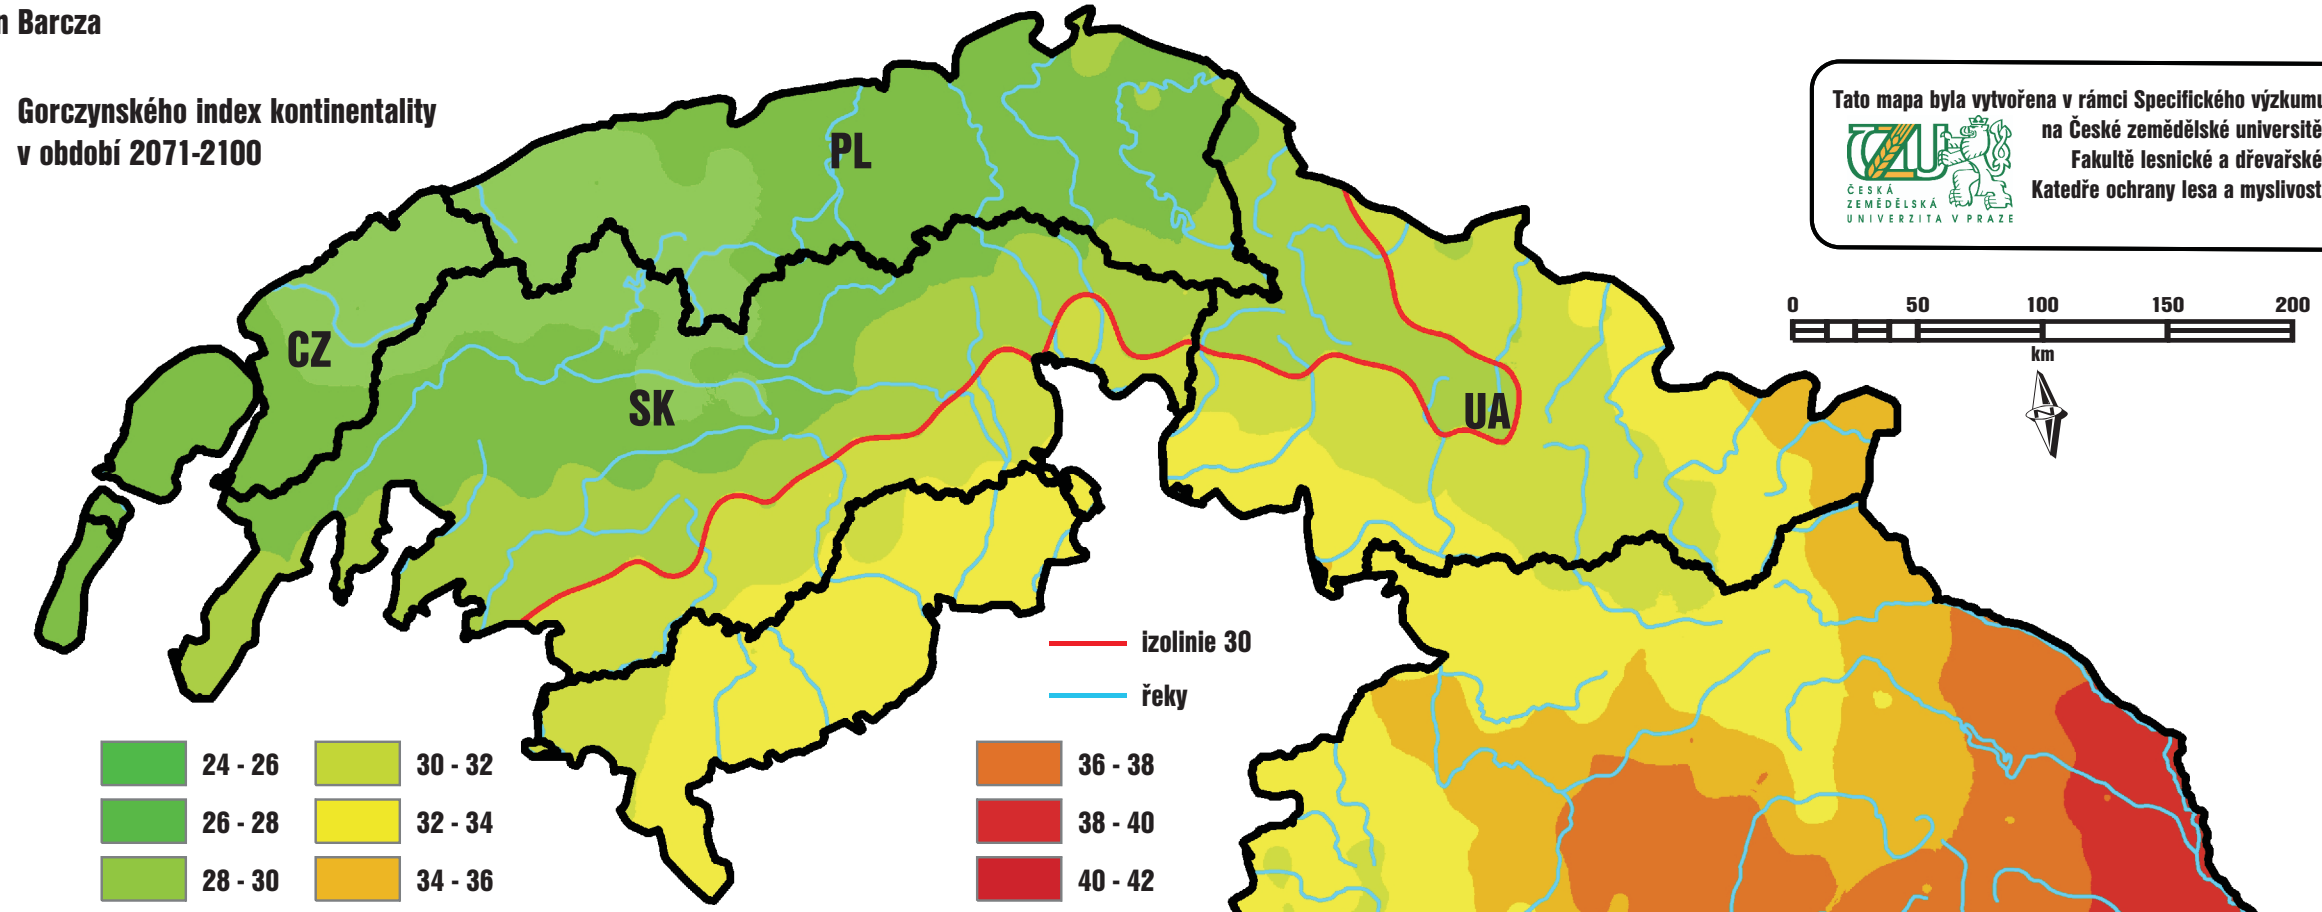 Barcza
Gorczynského index kontinentality
v období 2071-2100
Tato mapa byla vytvořena v rámci Specifického výzkumu
na České zemědělské universitě
Fakultě lesnické a dřevařské
Katedře ochrany lesa a myslivost
ČZU
ČESKÁ
ZEMĚDĚLSKÁ
UNIVERZITA V PRAZE
0 50 100 150 200
km
PL
CZ
SK
UA
izolinie 30
řeky
24 - 26
26 - 28
28 - 30
30 - 32
32 - 34
34 - 36
36 - 38
38 - 40
40 - 42